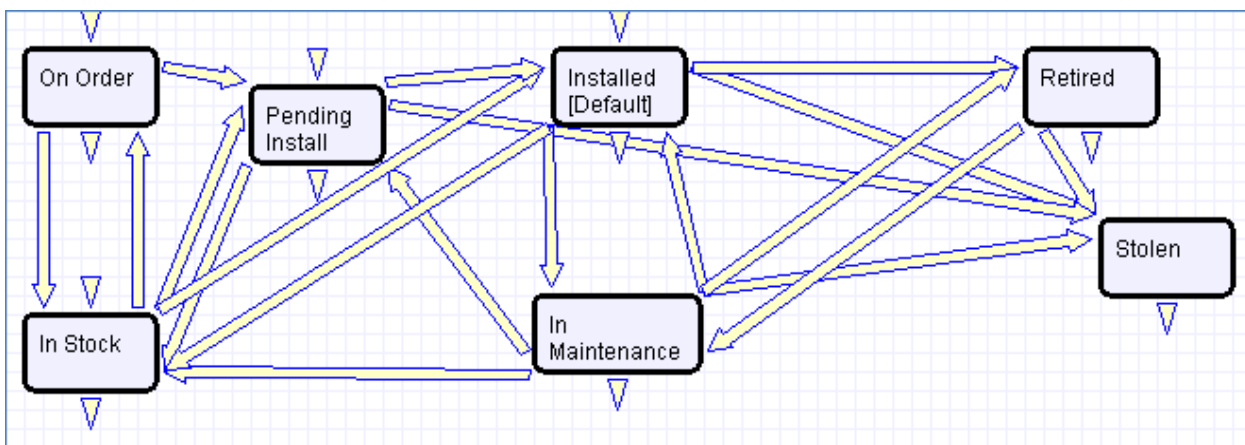 On Order
Pending
Install
Installed
[Default]
Retired
Stolen
In Stock
In
Maintenance